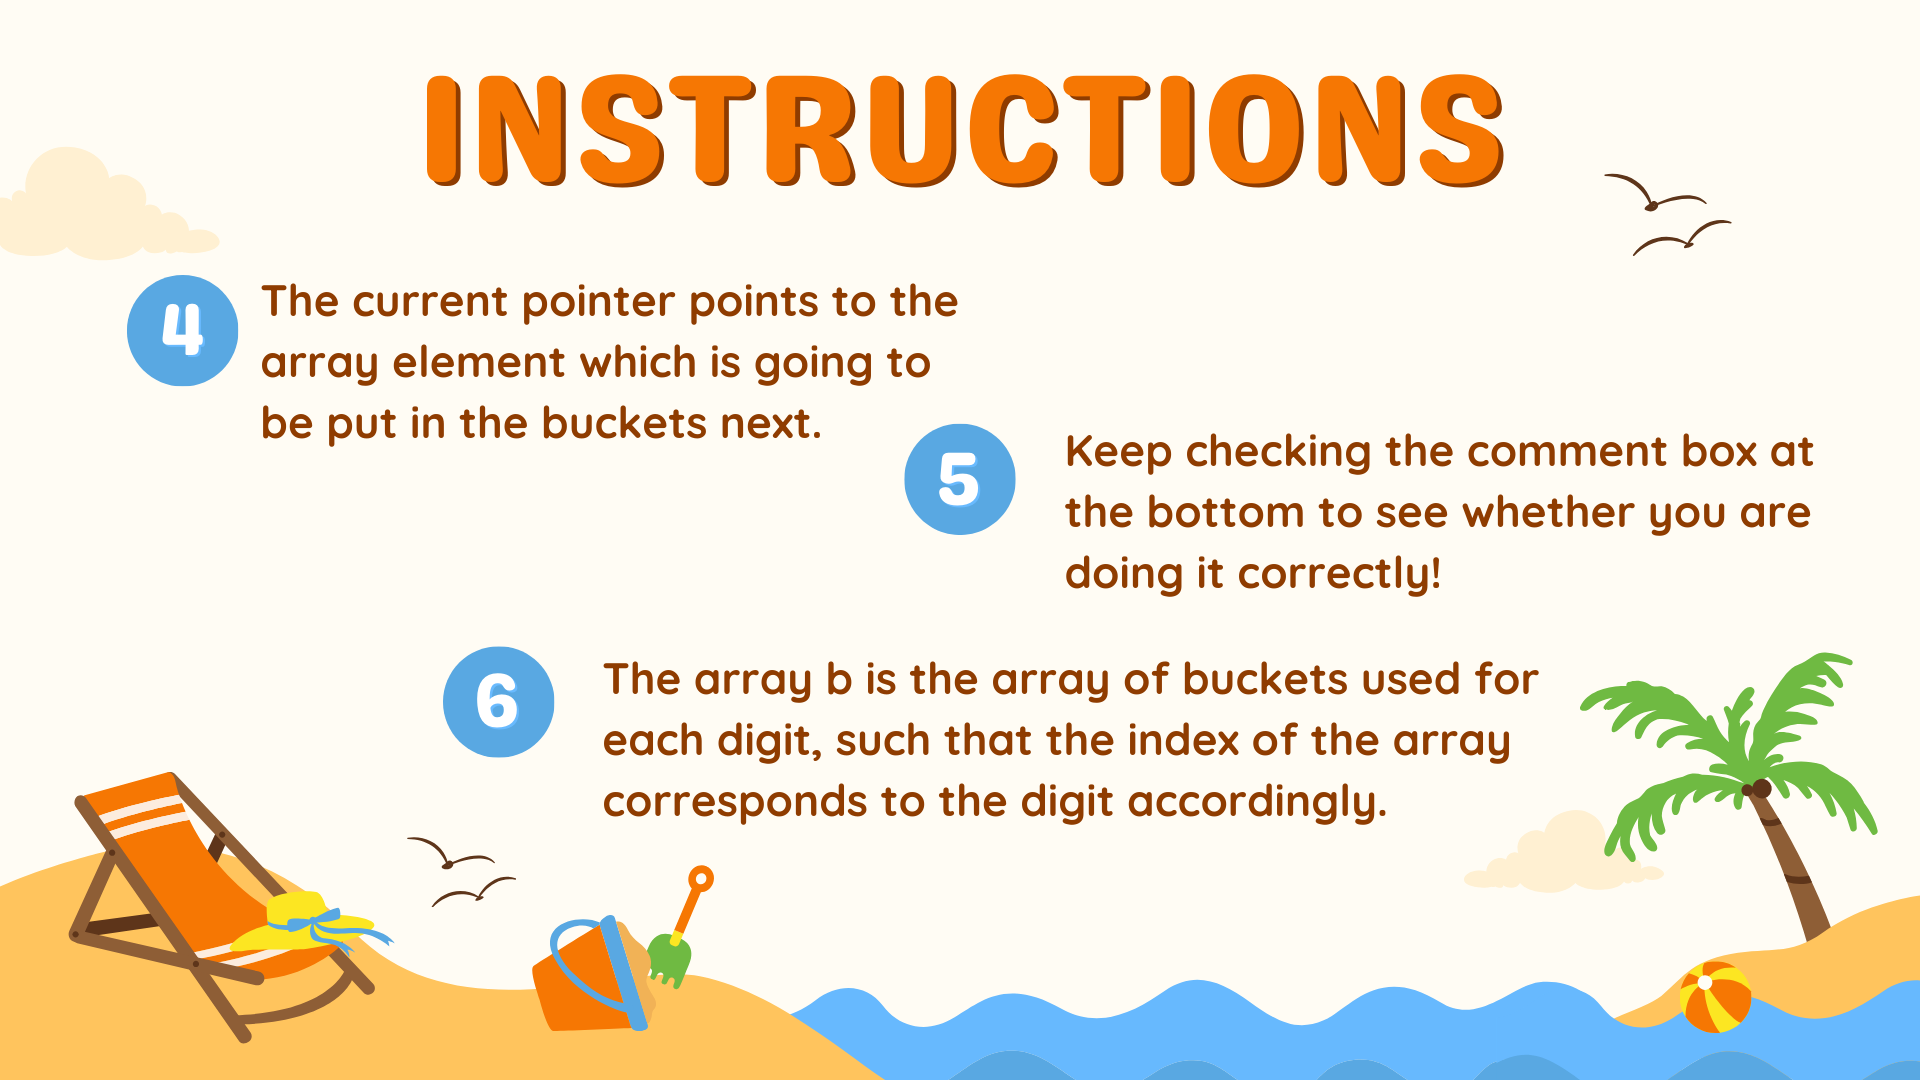 INSTRUCTIONS
4
The current pointer points to the
array element which is going to
be put in the buckets next.
5
Keep checking the comment box at
the bottom to see whether you are
doing it correctly!
6
The array b is the array of buckets used for
each digit, such that the index of the array
corresponds to the digit accordingly.